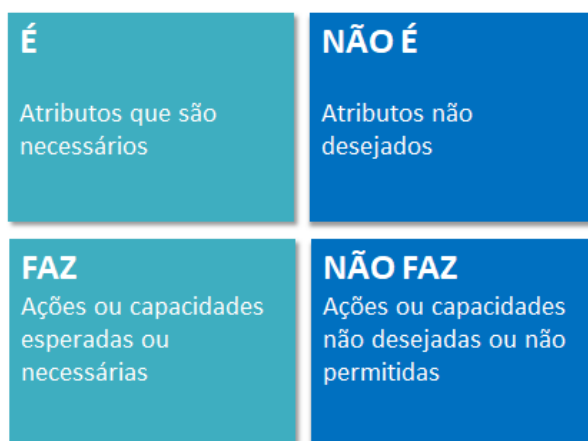 É
Atributos que são
necessários
NÃO É
Atributos não
desejados
FAZ
Ações ou capacidades
esperadas ou
necessárias
NÃO FAZ
Ações ou capacidades
não desejadas ou não
permitidas